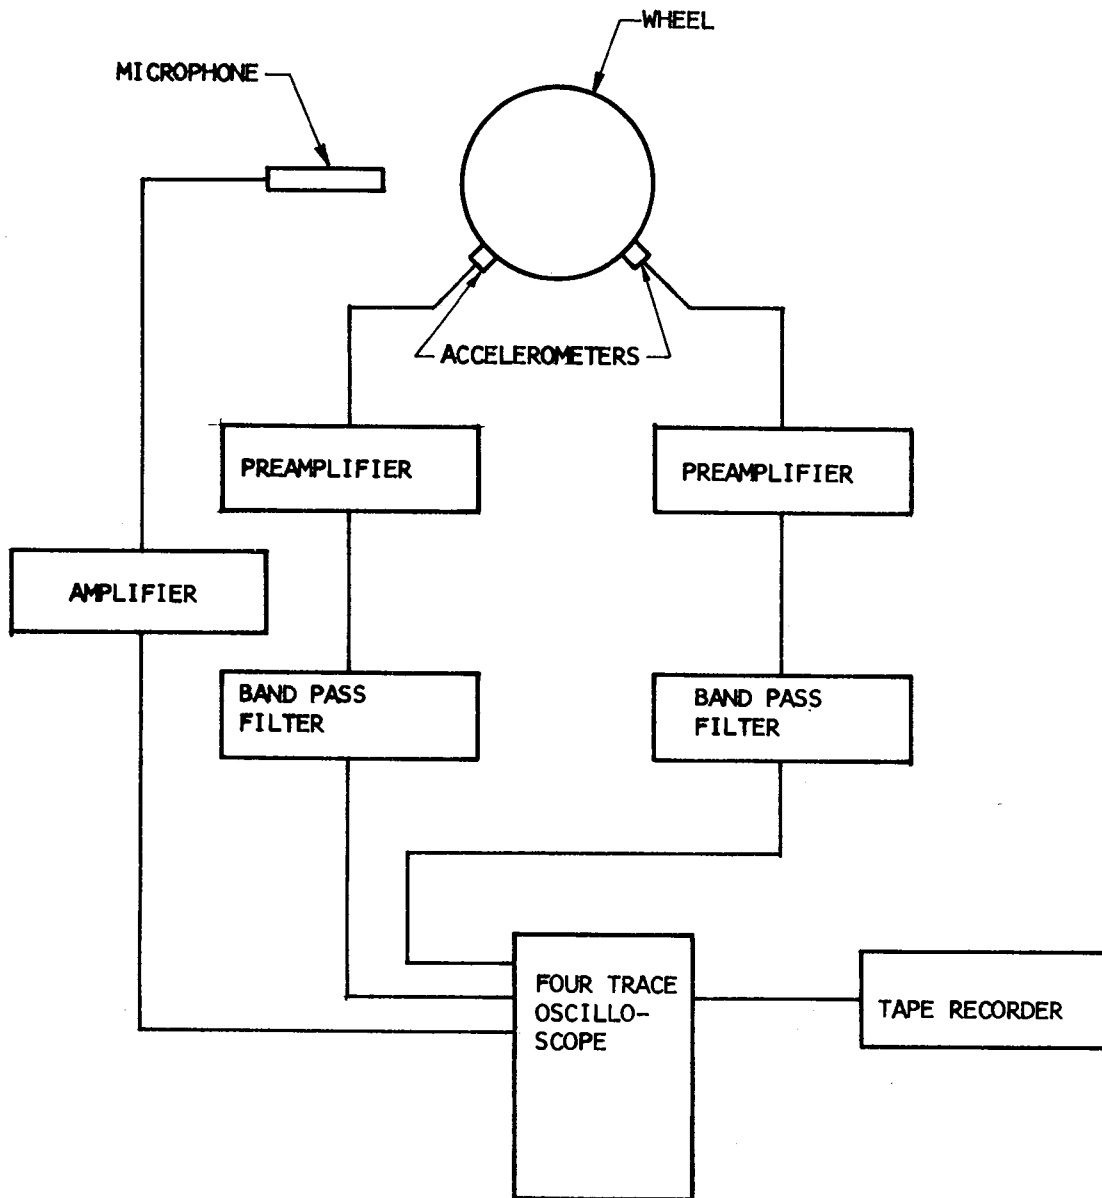 WHEEL
MICROPHONE
ACCELEROMETERS
PREAMPLIFIER
PREAMPLIFIER
AMPLIFIER
BAND PASS
FILTER
BAND PASS
FILTER
FOUR TRACE
OSCILLO-
SCOPE
TAPE RECORDER